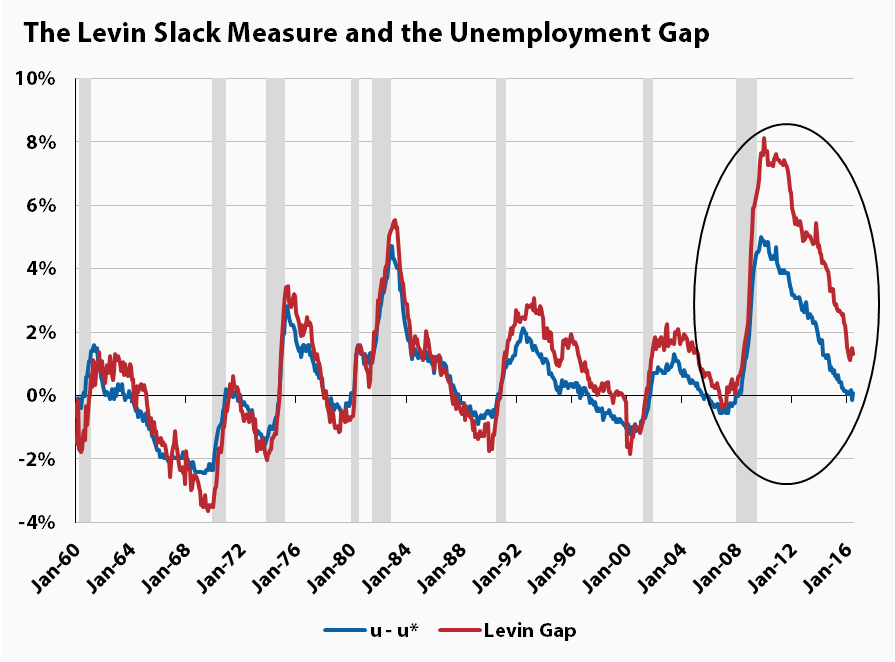 The Levin Slack Measure and the Unemployment Gap
10%
8%
6%
4%
2%
0%
-2%
-4%
Jan-60
Jan-64
Jan-68
Jan-72
Jan-76
Jan-80
Jan-84
Jan-88
Jan-92
Jan-96
Jan-00
Jan-04
Jan-08
Jan-12
Jan-16
u - u* Levin Gap